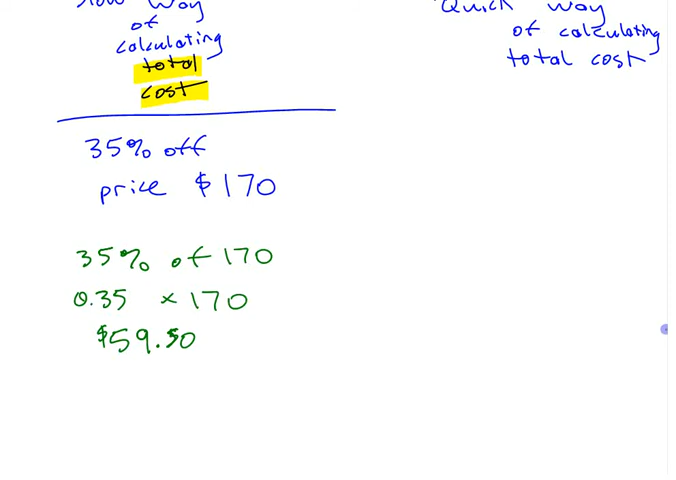 Slow way
of
calculating
total
cost
Quick way
of calculating
total cost
35% off
price $170
35% of 170
0.35 × 170
$59.50